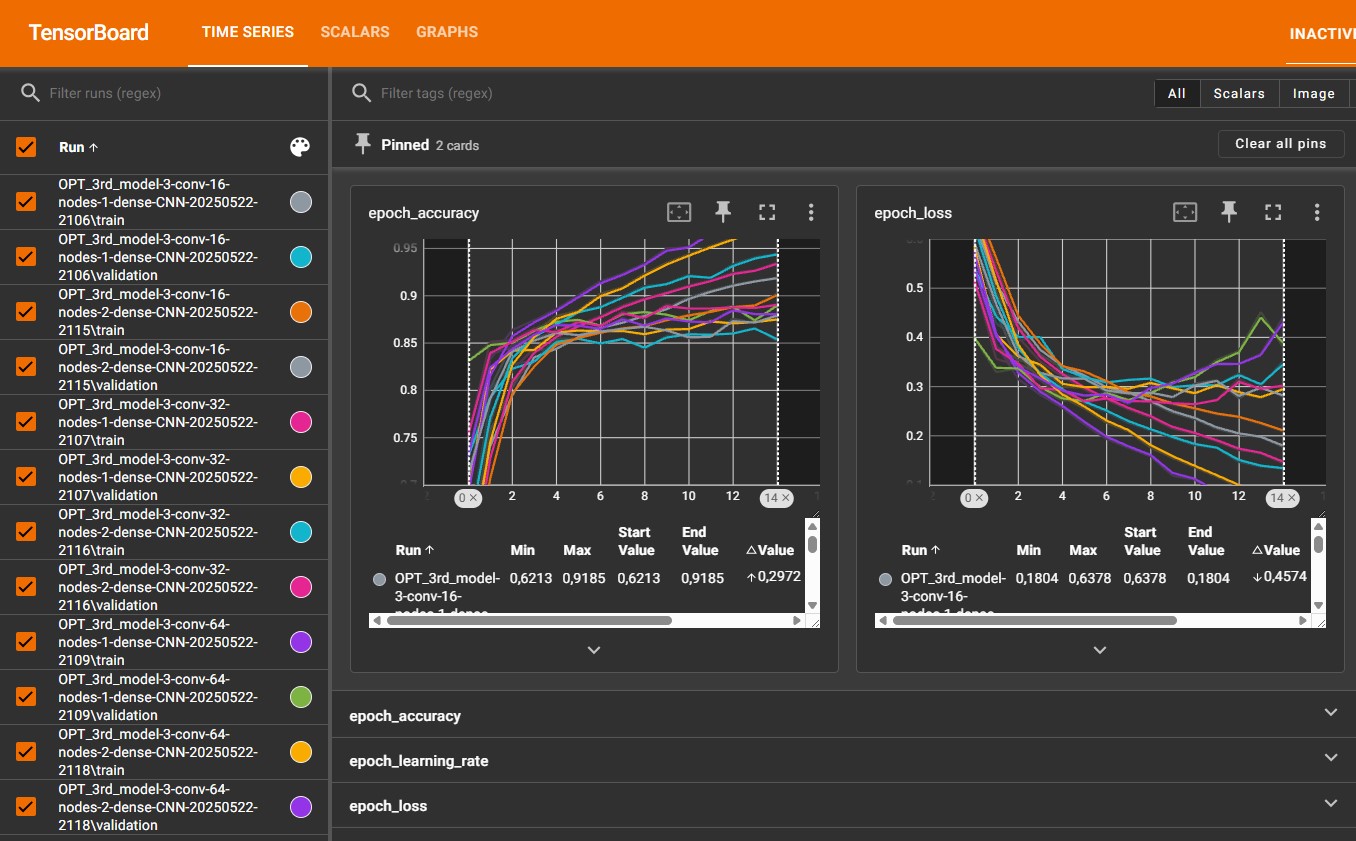 TensorBoard
TIME SERIES
SCALARS
GRAPHS
Filter runs (regex)
Filter tags (regex)
All
Scalars
Image
Run ↑
Pinned 2 cards
Clear all pins
OPT_3rd_model-3-conv-16-
nodes-1-dense-CNN-20250522-
2106\train
OPT_3rd_model-3-conv-16-
nodes-1-dense-CNN-20250522-
2106\validation
OPT_3rd_model-3-conv-16-
nodes-2-dense-CNN-20250522-
2115\train
OPT_3rd_model-3-conv-16-
nodes-2-dense-CNN-20250522-
2115\validation
OPT_3rd_model-3-conv-32-
nodes-1-dense-CNN-20250522-
2107\train
OPT_3rd_model-3-conv-32-
nodes-1-dense-CNN-20250522-
2107\validation
OPT_3rd_model-3-conv-32-
nodes-2-dense-CNN-20250522-
2116\train
OPT_3rd_model-3-conv-32-
nodes-2-dense-CNN-20250522-
2116\validation
OPT_3rd_model-3-conv-64-
nodes-1-dense-CNN-20250522-
2109\train
OPT_3rd_model-3-conv-64-
nodes-1-dense-CNN-20250522-
2109\validation
OPT_3rd_model-3-conv-64-
nodes-2-dense-CNN-20250522-
2118\train
OPT_3rd_model-3-conv-64-
nodes-2-dense-CNN-20250522-
2118\validation
epoch_accuracy
0.95
0.9
0.85
0.8
0.75
0.7
0 × 2 4 6 8 10 12 14 ×
Run ↑ Min Max Start Value End Value △Value
OPT_3rd_model- 0,6213 0,9185 0,6213 0,9185 ↑0,2972
3-conv-16-
nodes-1-dense-
epoch_loss
0.6
0.5
0.4
0.3
0.2
0.1
0 × 2 4 6 8 10 12 14 ×
Run ↑ Min Max Start Value End Value △Value
OPT_3rd_model- 0,1804 0,6378 0,6378 0,1804 ↓0,4574
3-conv-16-
nodes-1-dense-
epoch_accuracy
epoch_learning_rate
epoch_loss